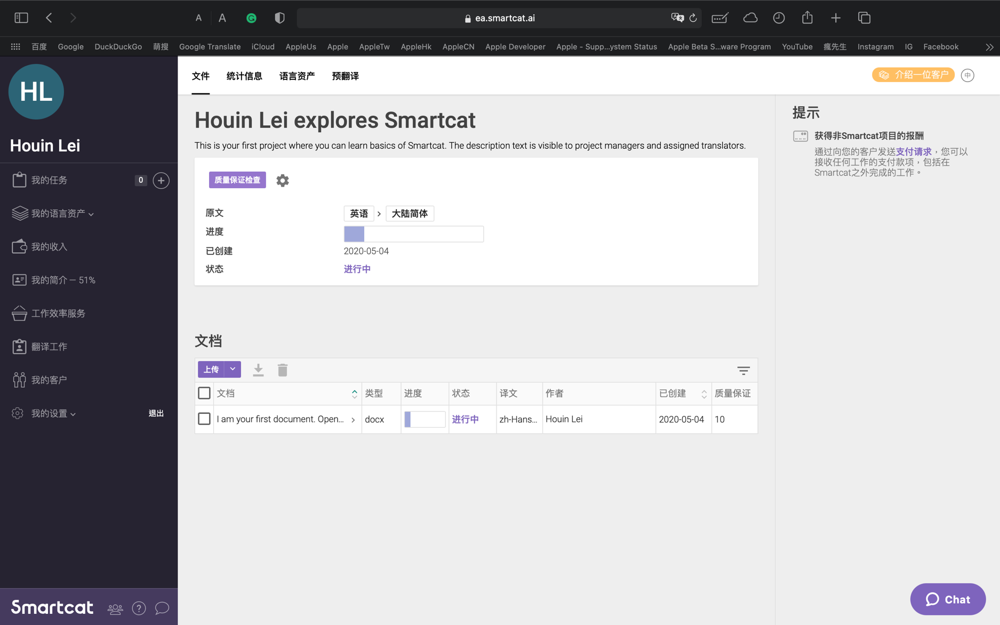 A
A
ea.smartcat.ai
百度
Google
DuckDuckGo
萌搜
Google Translate
iCloud
AppleUs
Apple
AppleTw
AppleHk
AppleCN
Apple Developer
Apple - Supp...ystem Status
Apple Beta S...ware Program
YouTube
瘋先生
Instagram
IG
Facebook
HL
Houin Lei
我的任务
0
我的语言资产
我的收入
我的简介 — 51%
工作效率服务
翻译工作
我的客户
我的设置
退出
Smartcat
?
文件
统计信息
语言资产
预翻译
介绍一位客户
中
Houin Lei explores Smartcat
This is your first project where you can learn basics of Smartcat. The description text is visible to project managers and assigned translators.
质量保证检查
原文
英语 > 大陆简体
进度
已创建
2020-05-04
状态
进行中
文档
上传
文档
类型
进度
状态
译文
作者
已创建
质量保证
I am your first document. Open...
docx
进行中
zh-Hans...
Houin Lei
2020-05-04
10
提示
获得非Smartcat项目的报酬
通过向您的客户发送支付请求，您可以
接收任何工作的支付款项，包括在
Smartcat之外完成的工作。
Chat